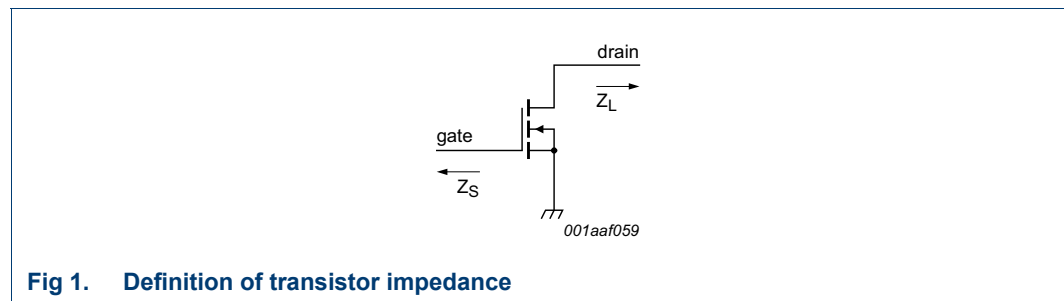 drain
Z_L
gate
Z_S
001aaf059
Fig 1. Definition of transistor impedance